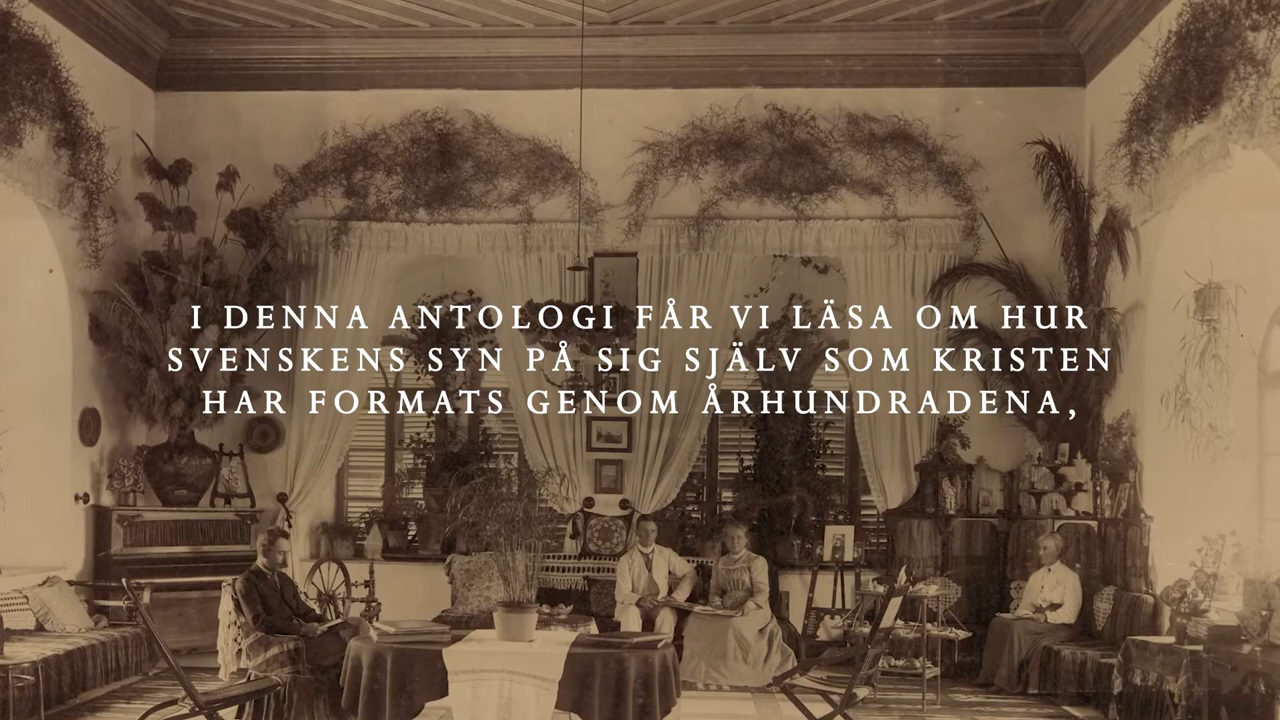 I DENNA ANTOLOGI FÅR VI LÄSA OM HUR
SVENSKENS SYN PÅ SIG SJÄLV SOM KRISTEN
HAR FORMATS GENOM ÅRHUNDRADENA,